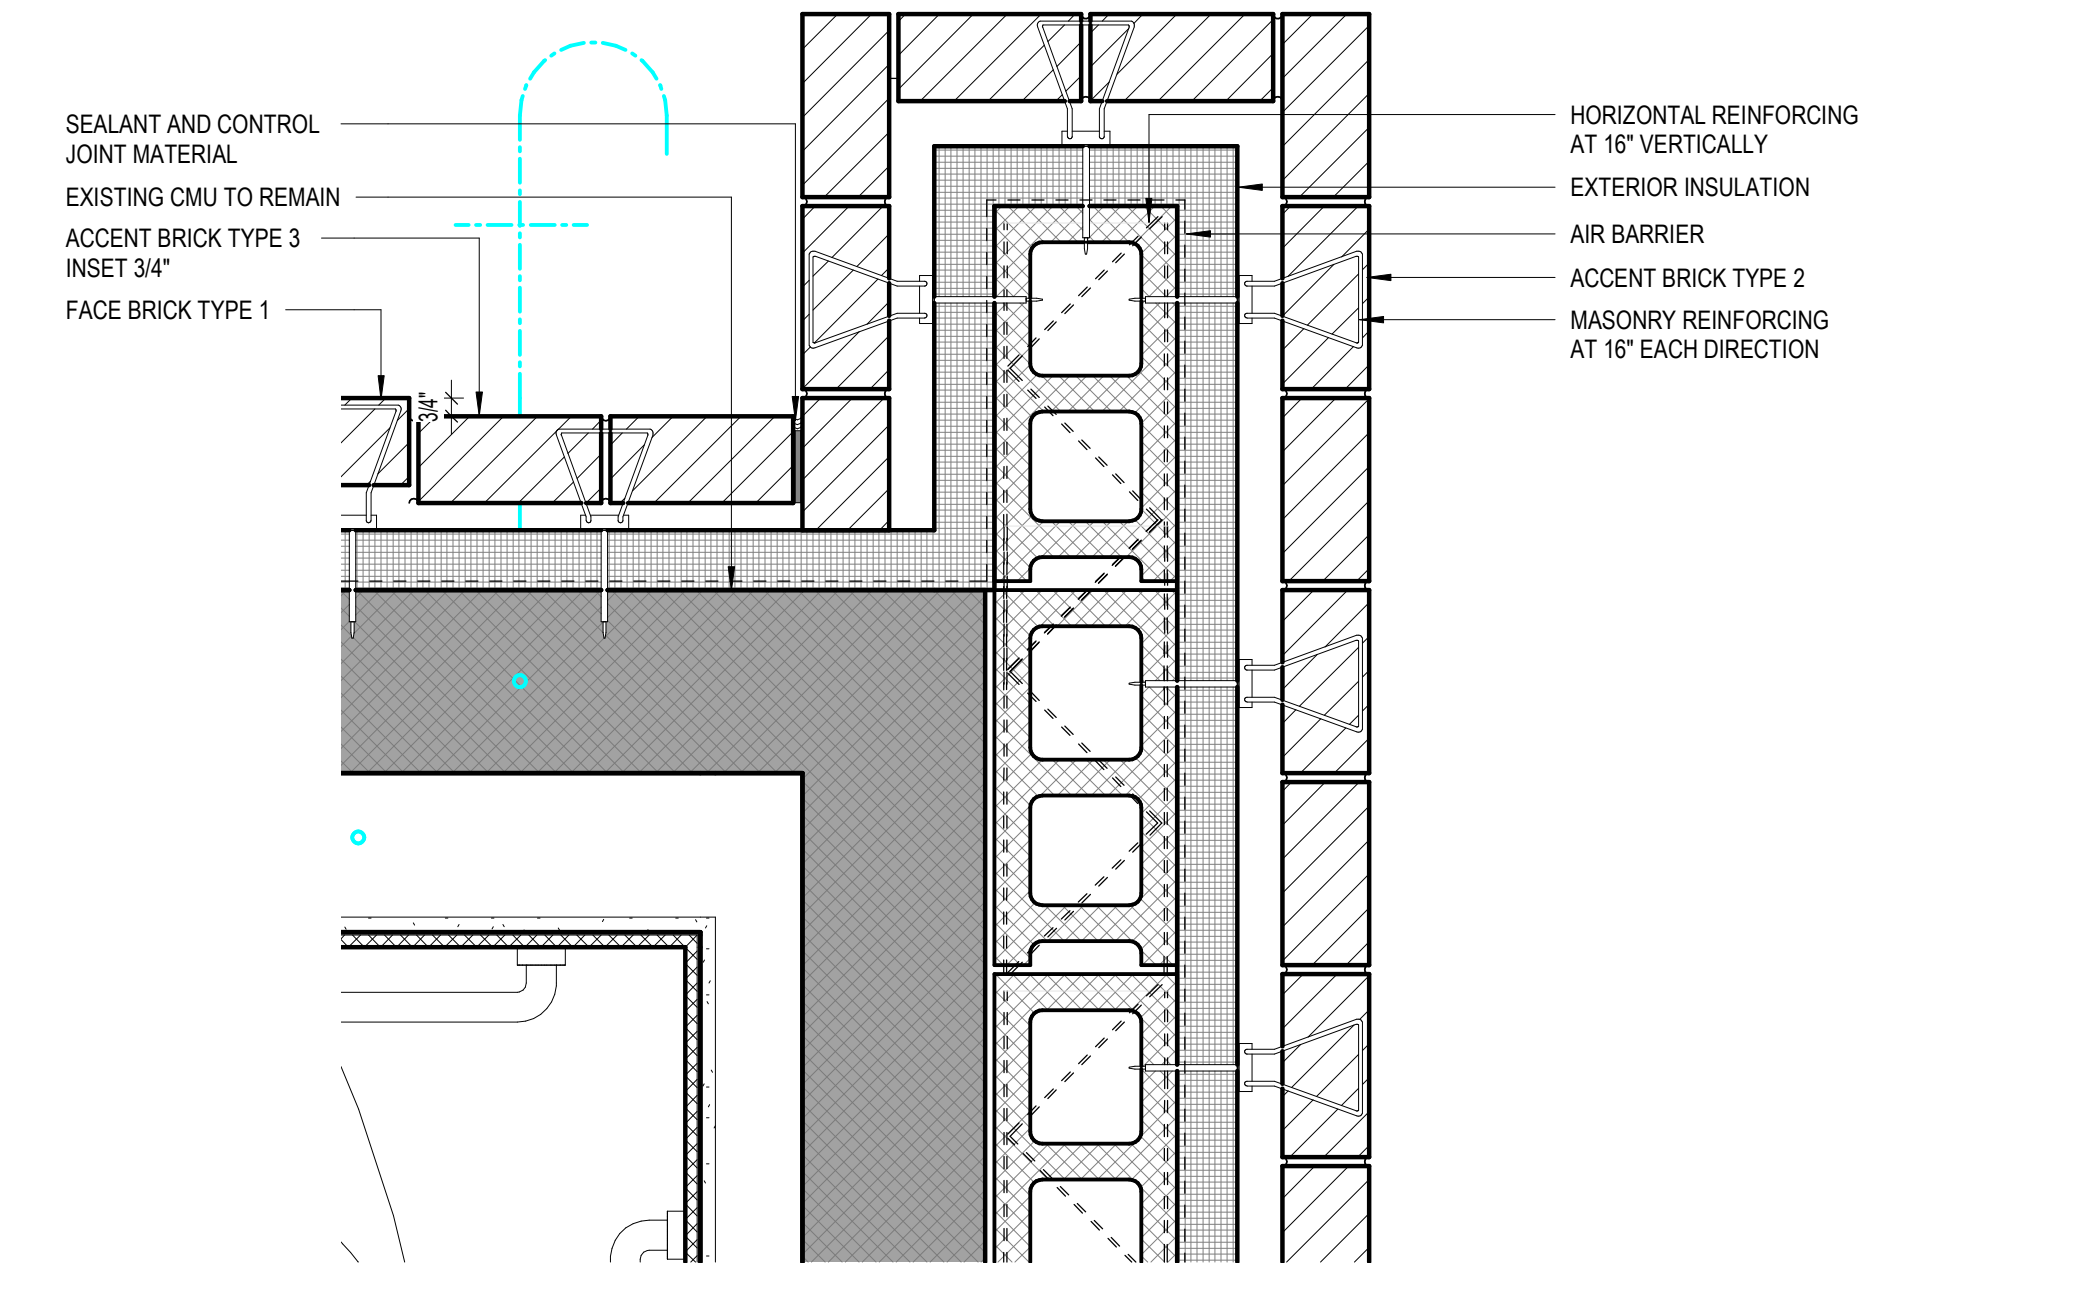 SEALANT AND CONTROL
JOINT MATERIAL
EXISTING CMU TO REMAIN
ACCENT BRICK TYPE 3
INSET 3/4"
FACE BRICK TYPE 1
3/4"
HORIZONTAL REINFORCING
AT 16" VERTICALLY
EXTERIOR INSULATION
AIR BARRIER
ACCENT BRICK TYPE 2
MASONRY REINFORCING
AT 16" EACH DIRECTION